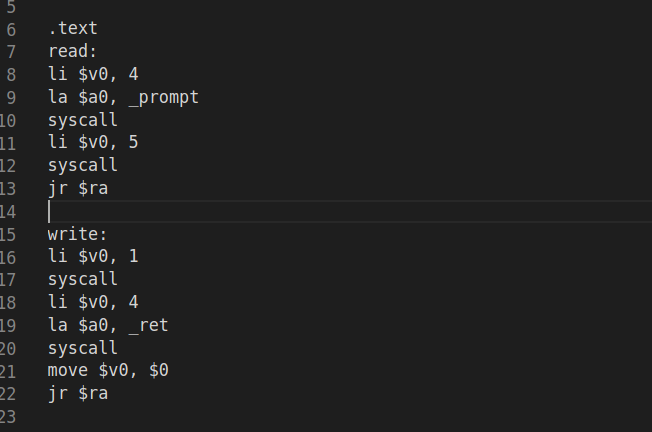 5
6 .text
7 read:
8 li $v0, 4
9 la $a0, _prompt
10 syscall
11 li $v0, 5
12 syscall
13 jr $ra
14
15 write:
16 li $v0, 1
17 syscall
18 li $v0, 4
19 la $a0, _ret
20 syscall
21 move $v0, $0
22 jr $ra
23